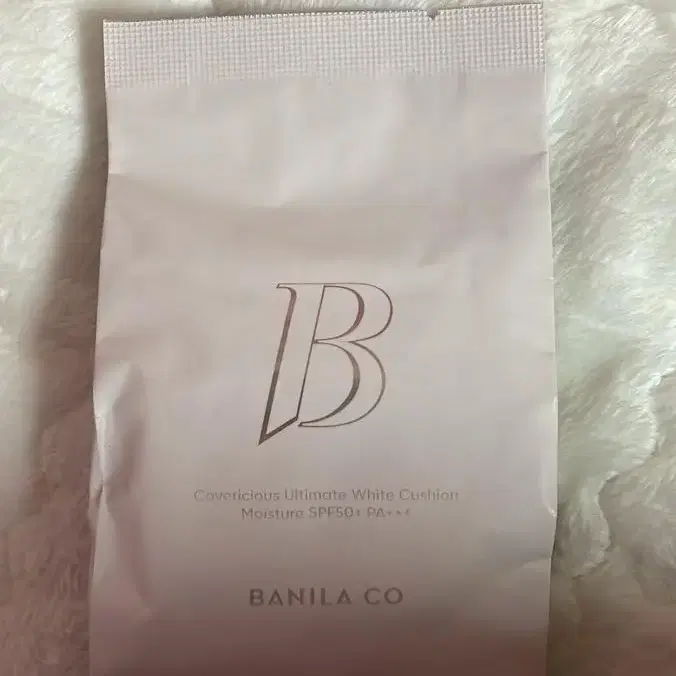 B
Covericious Ultimate White Cushion
Moisture SPF50+ PA+++
BANILA CO